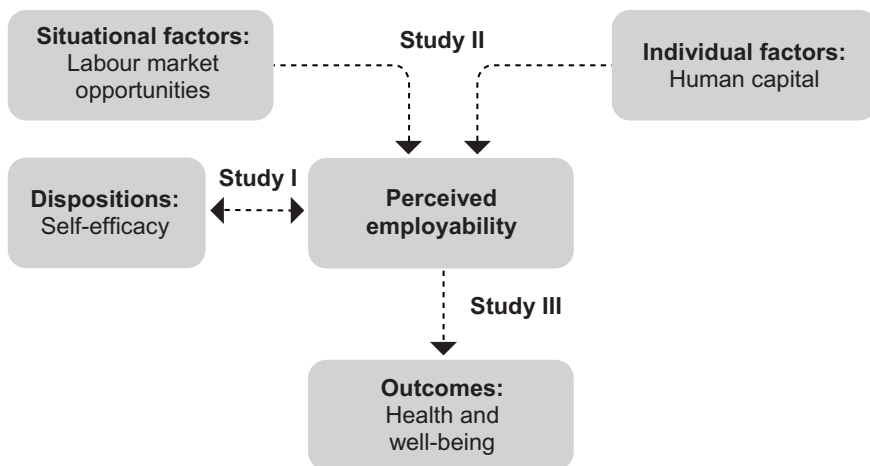 Situational factors:
Labour market
opportunities
Study II
Individual factors:
Human capital
Dispositions:
Self-efficacy
Study I
Perceived
employability
Study III
Outcomes:
Health and
well-being